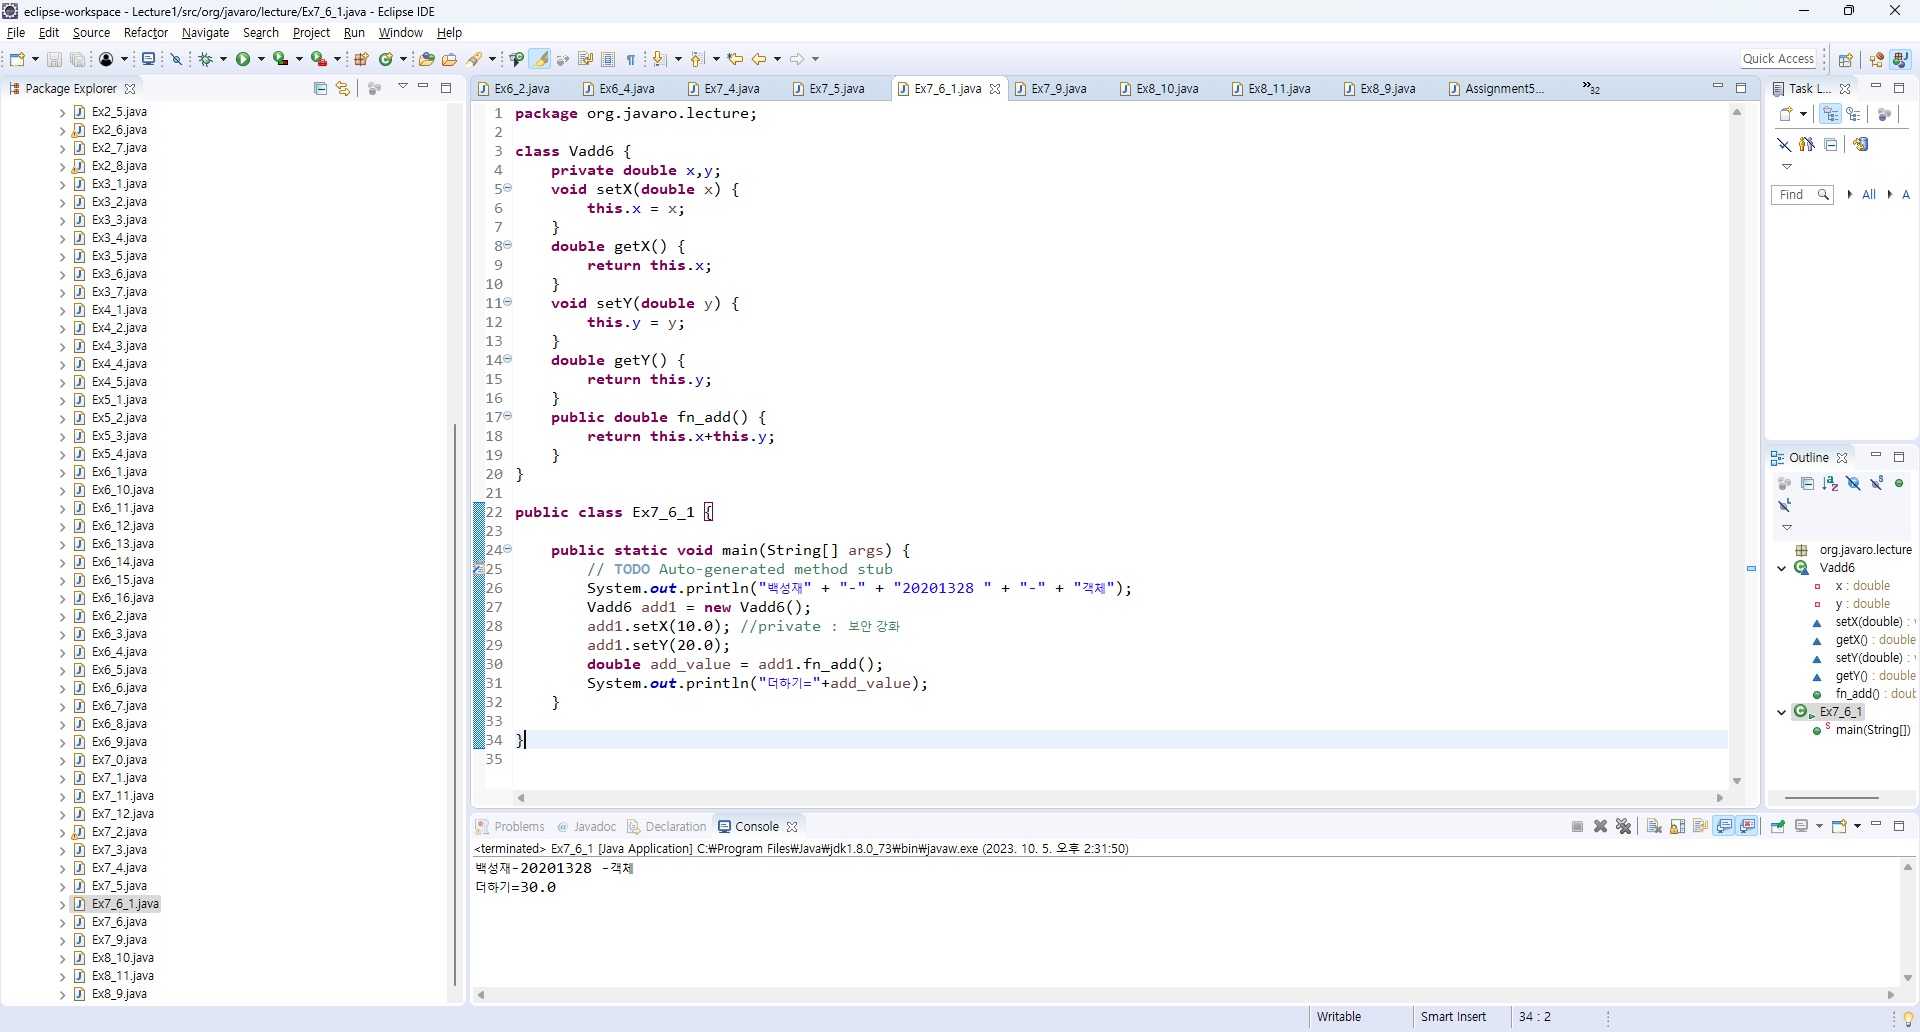 eclipse-workspace - Lecture1/src/org/javaro/lecture/Ex7_6_1.java - Eclipse IDE
File Edit Source Refactor Navigate Search Project Run Window Help
Quick Access
Package Explorer
Ex2_5.java
Ex2_6.java
Ex2_7.java
Ex2_8.java
Ex3_1.java
Ex3_2.java
Ex3_3.java
Ex3_4.java
Ex3_5.java
Ex3_6.java
Ex3_7.java
Ex4_1.java
Ex4_2.java
Ex4_3.java
Ex4_4.java
Ex4_5.java
Ex5_1.java
Ex5_2.java
Ex5_3.java
Ex5_4.java
Ex6_1.java
Ex6_10.java
Ex6_11.java
Ex6_12.java
Ex6_13.java
Ex6_14.java
Ex6_15.java
Ex6_16.java
Ex6_2.java
Ex6_3.java
Ex6_4.java
Ex6_5.java
Ex6_6.java
Ex6_7.java
Ex6_8.java
Ex6_9.java
Ex7_0.java
Ex7_1.java
Ex7_11.java
Ex7_12.java
Ex7_2.java
Ex7_3.java
Ex7_4.java
Ex7_5.java
Ex7_6_1.java
Ex7_6.java
Ex7_9.java
Ex8_10.java
Ex8_11.java
Ex8_9.java
Ex6_2.java Ex6_4.java Ex7_4.java Ex7_5.java Ex7_6_1.java Ex7_9.java Ex8_10.java Ex8_11.java Ex8_9.java Assignment5... »32
1 package org.javaro.lecture;
2
3 class Vadd6 {
4     private double x,y;
5     void setX(double x) {
6         this.x = x;
7     }
8     double getX() {
9         return this.x;
10     }
11     void setY(double y) {
12         this.y = y;
13     }
14     double getY() {
15         return this.y;
16     }
17     public double fn_add() {
18         return this.x+this.y;
19     }
20 }
21
22 public class Ex7_6_1 {
23
24     public static void main(String[] args) {
25         // TODO Auto-generated method stub
26         System.out.println("백성재" + "-" + "20201328 " + "-" + "객체");
27         Vadd6 add1 = new Vadd6();
28         add1.setX(10.0); //private : 보안 강화
29         add1.setY(20.0);
30         double add_value = add1.fn_add();
31         System.out.println("더하기="+add_value);
32     }
33
34 }
35
Problems Javadoc Declaration Console
<terminated> Ex7_6_1 [Java Application] C:₩Program Files₩Java₩jdk1.8.0_73₩bin₩javaw.exe (2023. 10. 5. 오후 2:31:50)
백성재-20201328 -객체
더하기=30.0
Task L...
Find All A
Outline
org.javaro.lecture
Vadd6
x : double
y : double
setX(double) :
getX() : double
setY(double) :
getY() : double
fn_add() : doub
Ex7_6_1
main(String[])
Writable Smart Insert 34 : 2